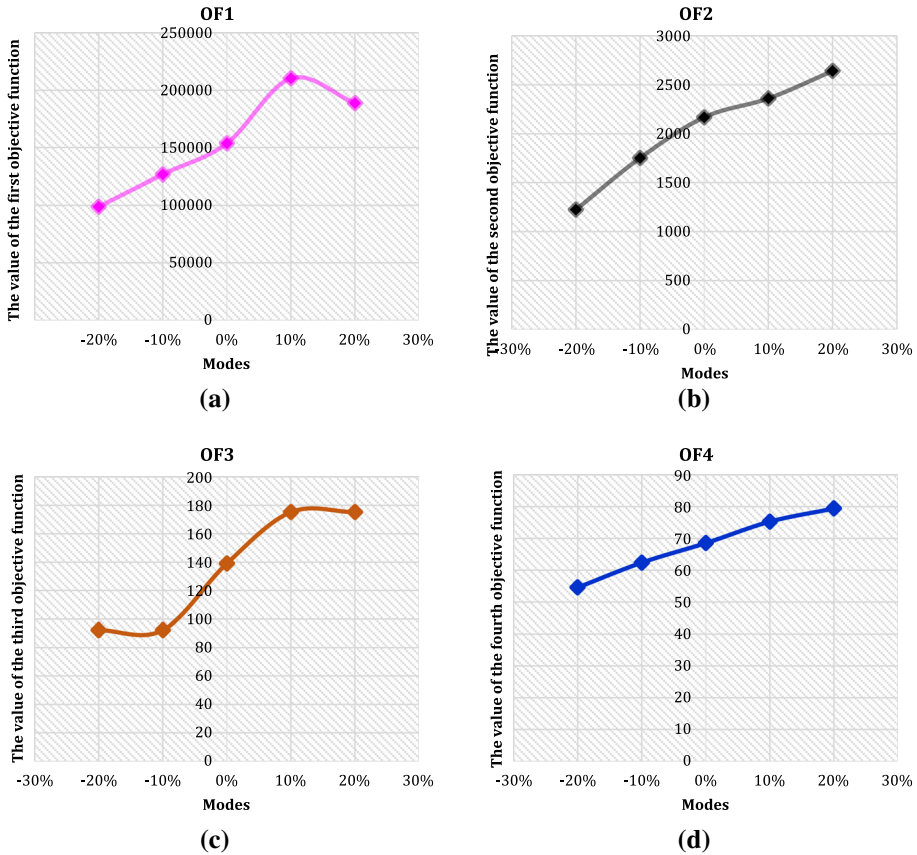 OF1
The value of the first objective function
250000
200000
150000
100000
50000
0
-20% -10% 0% 10% 20% 30%
Modes
(a)
OF2
The value of the second objective function
3000
2500
2000
1500
1000
500
0
-30% -20% -10% 0% 10% 20% 30%
Modes
(b)
OF3
The value of the third objective function
200
180
160
140
120
100
80
60
40
20
0
-30% -20% -10% 0% 10% 20% 30%
Modes
(c)
OF4
The value of the fourth objective function
90
80
70
60
50
40
30
20
10
0
-30% -20% -10% 0% 10% 20% 30%
Modes
(d)